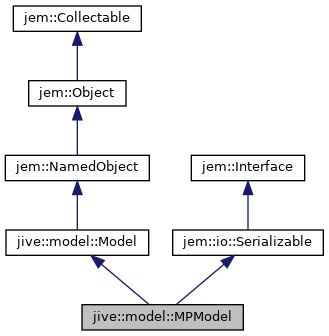 jem::Collectable
jem::Object
jem::NamedObject
jem::Interface
jive::model::Model
jem::io::Serializable
jive::model::MPModel